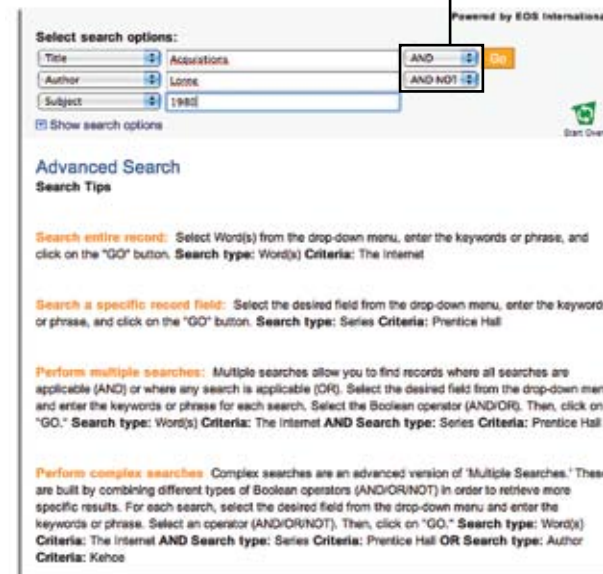 Powered by EOS Internationa
Select search options:
Title Acquisitions AND Go
Author Lorne AND NOT
Subject 1980
Show search options
Start Over
Advanced Search
Search Tips
Search entire record: Select Word(s) from the drop-down menu, enter the keywords or phrase, and
click on the "GO" button. Search type: Word(s) Criteria: The Internet
Search a specific record field: Select the desired field from the drop-down menu, enter the keyword
or phrase, and click on the "GO" button. Search type: Series Criteria: Prentice Hall
Perform multiple searches: Multiple searches allow you to find records where all searches are
applicable (AND) or where any search is applicable (OR). Select the desired field from the drop-down men
and enter the keywords or phrase for each search. Select the Boolean operator (AND/OR). Then, click on
"GO." Search type: Word(s) Criteria: The Internet AND Search type: Series Criteria: Prentice Hall
Perform complex searches Complex searches are an advanced version of 'Multiple Searches.' These
are built by combining different types of Boolean operators (AND/OR/NOT) in order to retrieve more
specific results. For each search, select the desired field from the drop-down menu and enter the
keywords or phrase. Select an operator (AND/OR/NOT). Then, click on "GO." Search type: Word(s)
Criteria: The Internet AND Search type: Series Criteria: Prentice Hall OR Search type: Author
Criteria: Kehoe